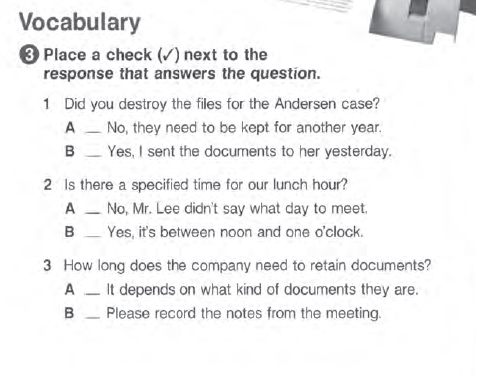 Vocabulary
3 Place a check (✓) next to the
response that answers the question.
1 Did you destroy the files for the Andersen case?
A __ No, they need to be kept for another year.
B __ Yes, I sent the documents to her yesterday.
2 Is there a specified time for our lunch hour?
A __ No, Mr. Lee didn't say what day to meet.
B __ Yes, it's between noon and one o'clock.
3 How long does the company need to retain documents?
A __ It depends on what kind of documents they are.
B __ Please record the notes from the meeting.